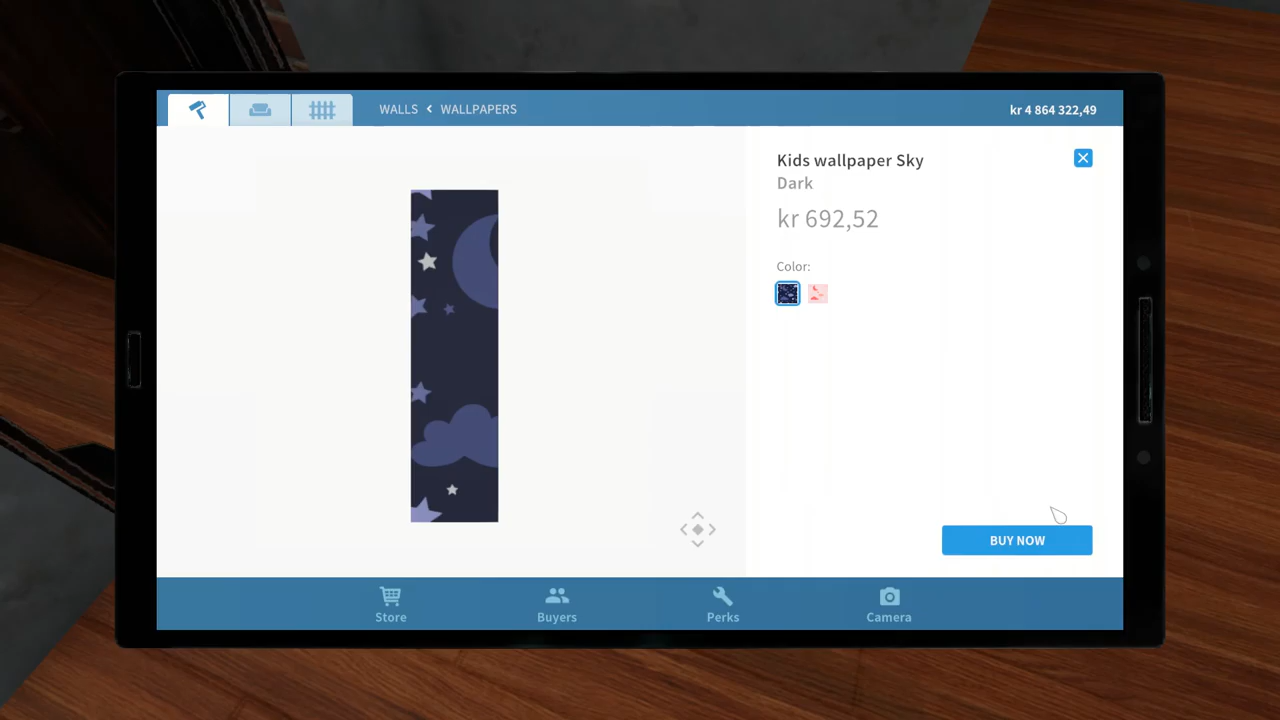 WALLS < WALLPAPERS
kr 4 864 322,49
Kids wallpaper Sky
Dark
kr 692,52
Color:
BUY NOW
Store
Buyers
Perks
Camera